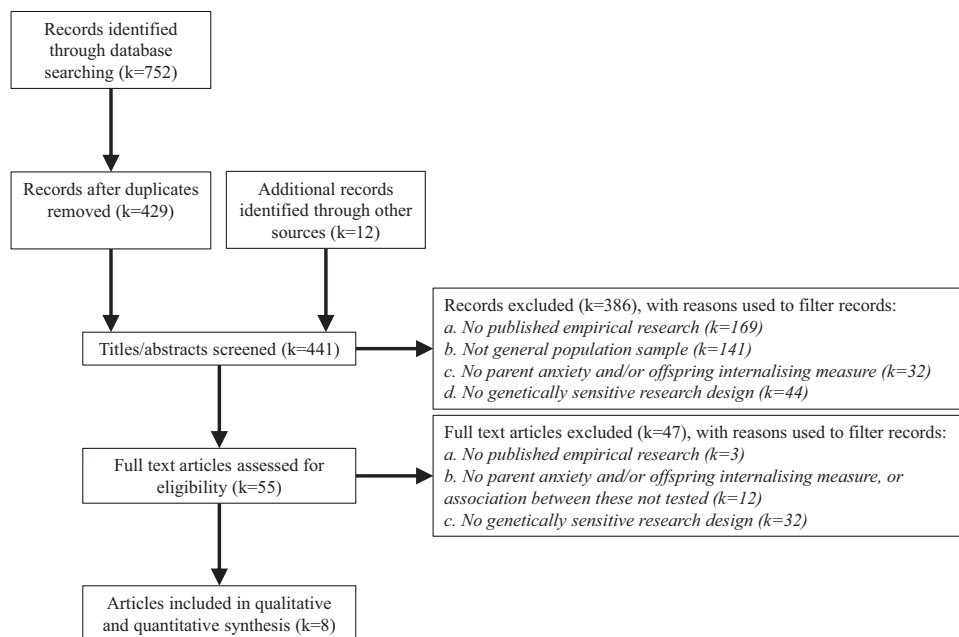 Records identified
through database
searching (k=752)
Records after duplicates
removed (k=429)
Additional records
identified through other
sources (k=12)
Titles/abstracts screened (k=441)
Records excluded (k=386), with reasons used to filter records:
a. No published empirical research (k=169)
b. Not general population sample (k=141)
c. No parent anxiety and/or offspring internalising measure (k=32)
d. No genetically sensitive research design (k=44)
Full text articles assessed for
eligibility (k=55)
Full text articles excluded (k=47), with reasons used to filter records:
a. No published empirical research (k=3)
b. No parent anxiety and/or offspring internalising measure, or
association between these not tested (k=12)
c. No genetically sensitive research design (k=32)
Articles included in qualitative
and quantitative synthesis (k=8)